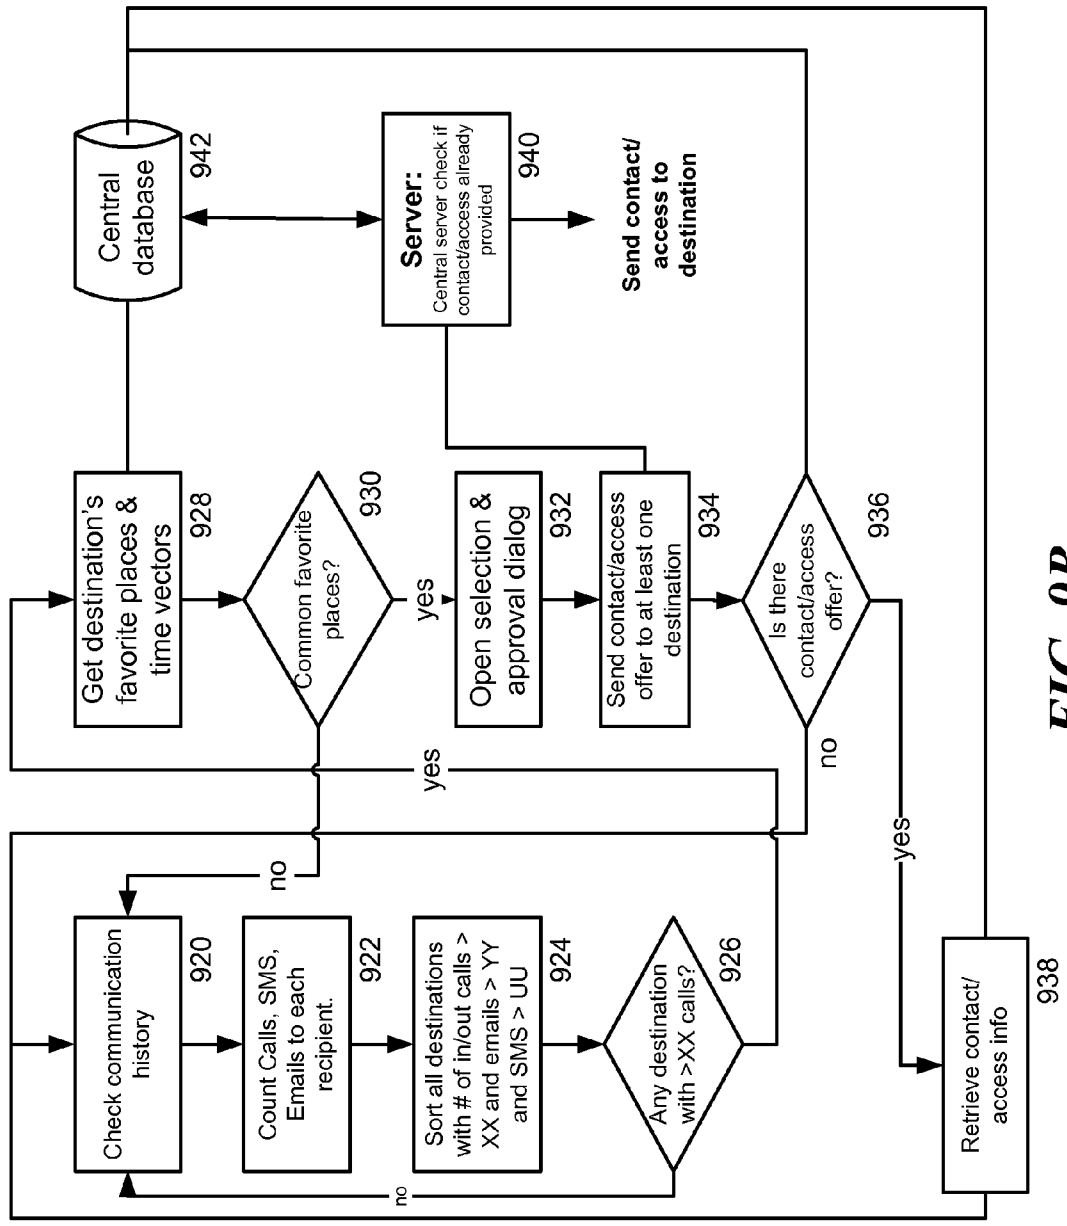 Check communication
history
920
Count Calls, SMS,
Emails to each
recipient.
922
Sort all destinations
with # of in/out calls >
XX and emails > YY
and SMS > UU
924
Any destination
with >XX calls?
926
no
yes
Get destination's
favorite places &
time vectors
928
Common favorite
places?
930
no
yes
Open selection &
approval dialog
932
Send contact/access
offer to at least one
destination
934
Is there
contact/access
offer?
936
no
yes
Retrieve contact/
access info
938
Central
database
942
Server:
Central server check if
contact/access already
provided
940
Send contact/
access to
destination
FIG. 9B